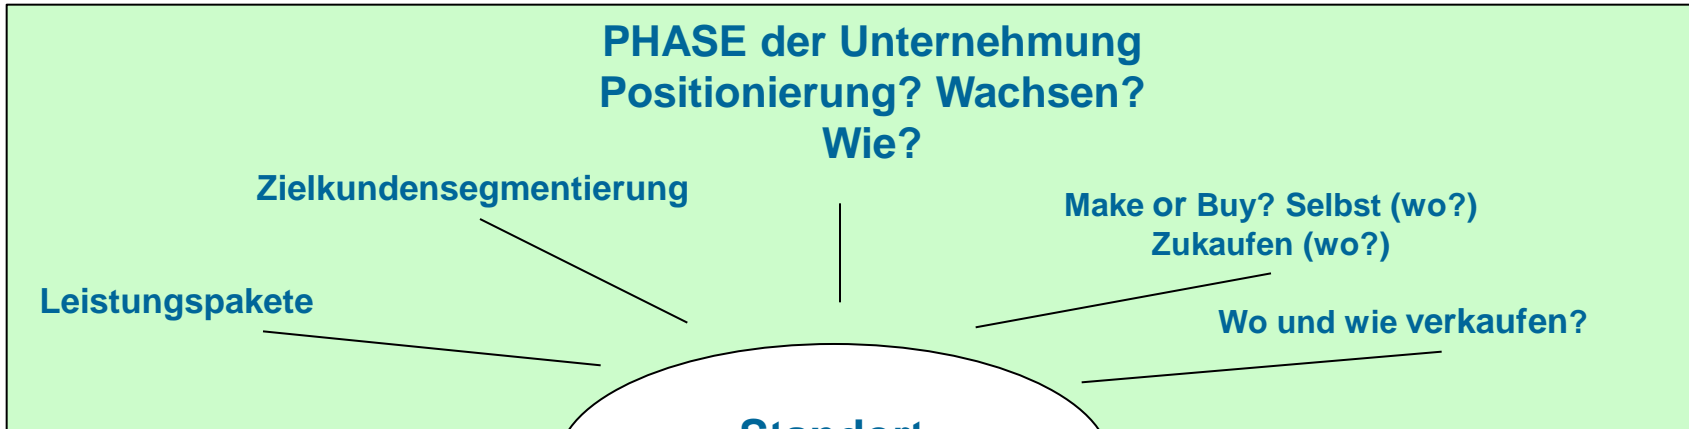 PHASE der Unternehmung
Positionierung? Wachsen?
Wie?
Zielkundensegmentierung
Make or Buy? Selbst (wo?)
Zukaufen (wo?)
Leistungspakete
Wo und wie verkaufen?
Standort